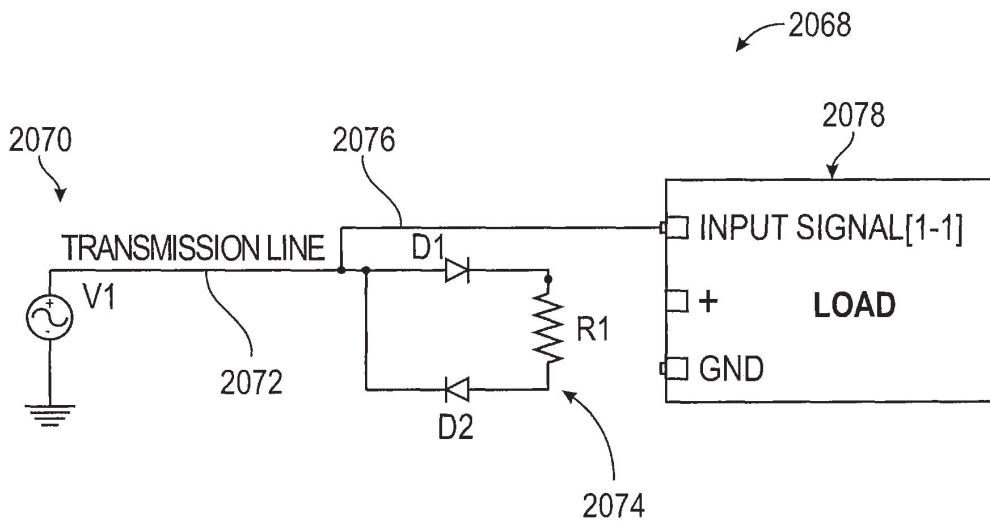 2068
2070
2076
2078
TRANSMISSION LINE
D1
INPUT SIGNAL[1-1]
V1
+
-
+
LOAD
R1
GND
2072
D2
2074